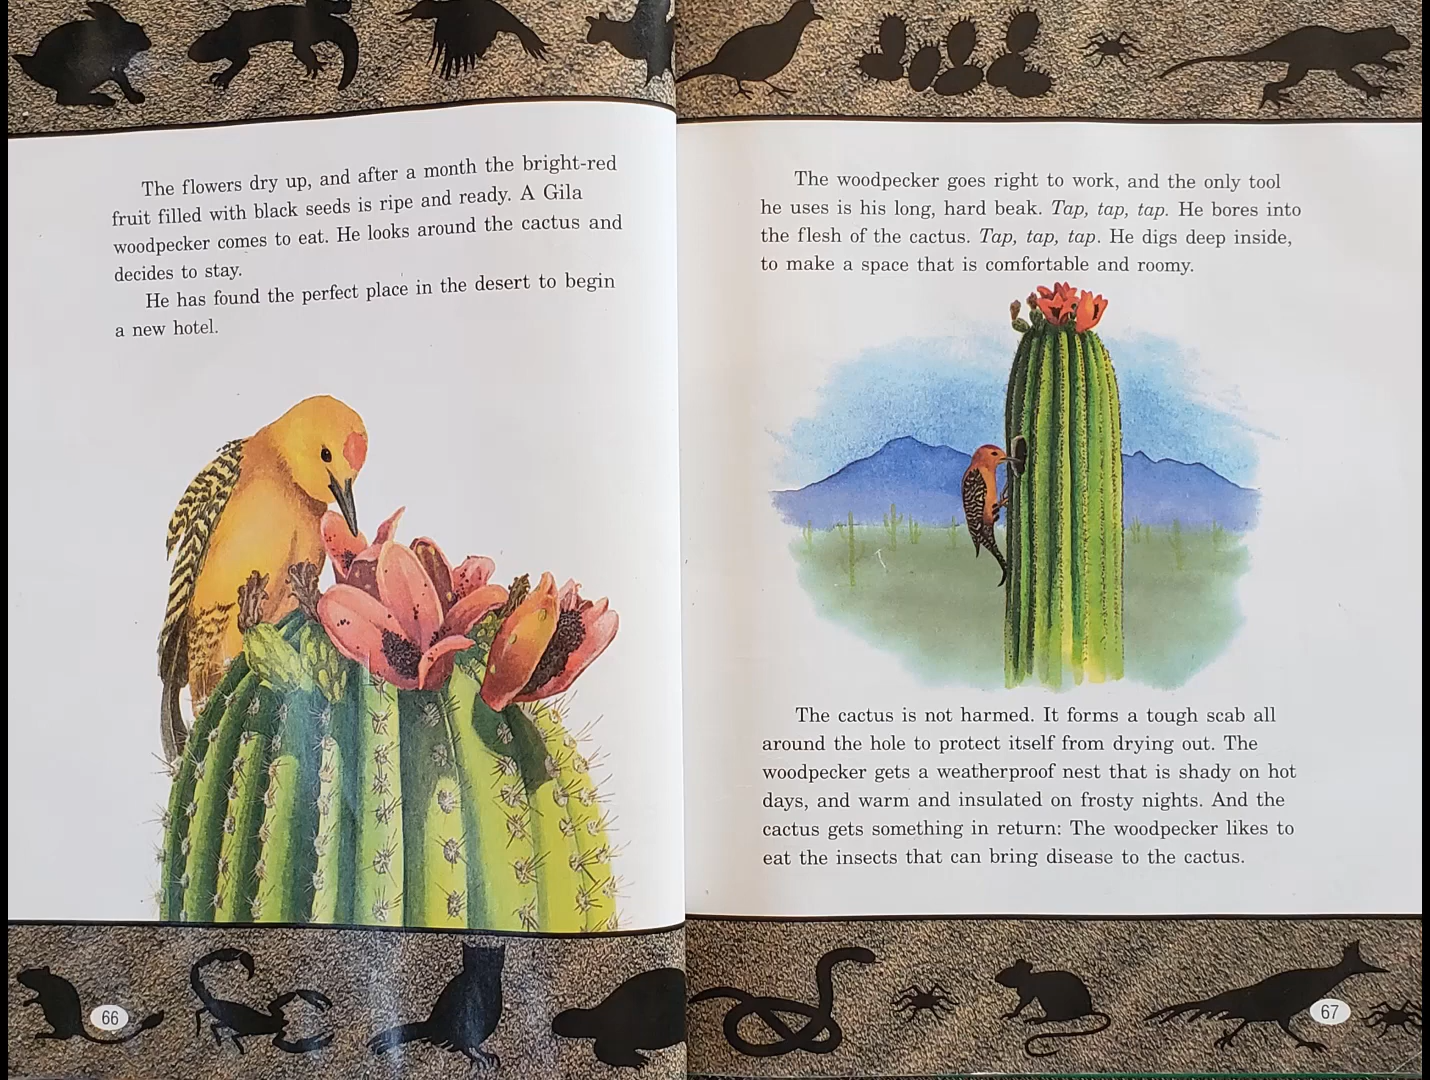 The flowers dry up, and after a month the bright-red
fruit filled with black seeds is ripe and ready. A Gila
woodpecker comes to eat. He looks around the cactus and
decides to stay.
He has found the perfect place in the desert to begin
a new hotel.
66
The woodpecker goes right to work, and the only tool
he uses is his long, hard beak. Tap, tap, tap. He bores into
the flesh of the cactus. Tap, tap, tap. He digs deep inside,
to make a space that is comfortable and roomy.
The cactus is not harmed. It forms a tough scab all
around the hole to protect itself from drying out. The
woodpecker gets a weatherproof nest that is shady on hot
days, and warm and insulated on frosty nights. And the
cactus gets something in return: The woodpecker likes to
eat the insects that can bring disease to the cactus.
67